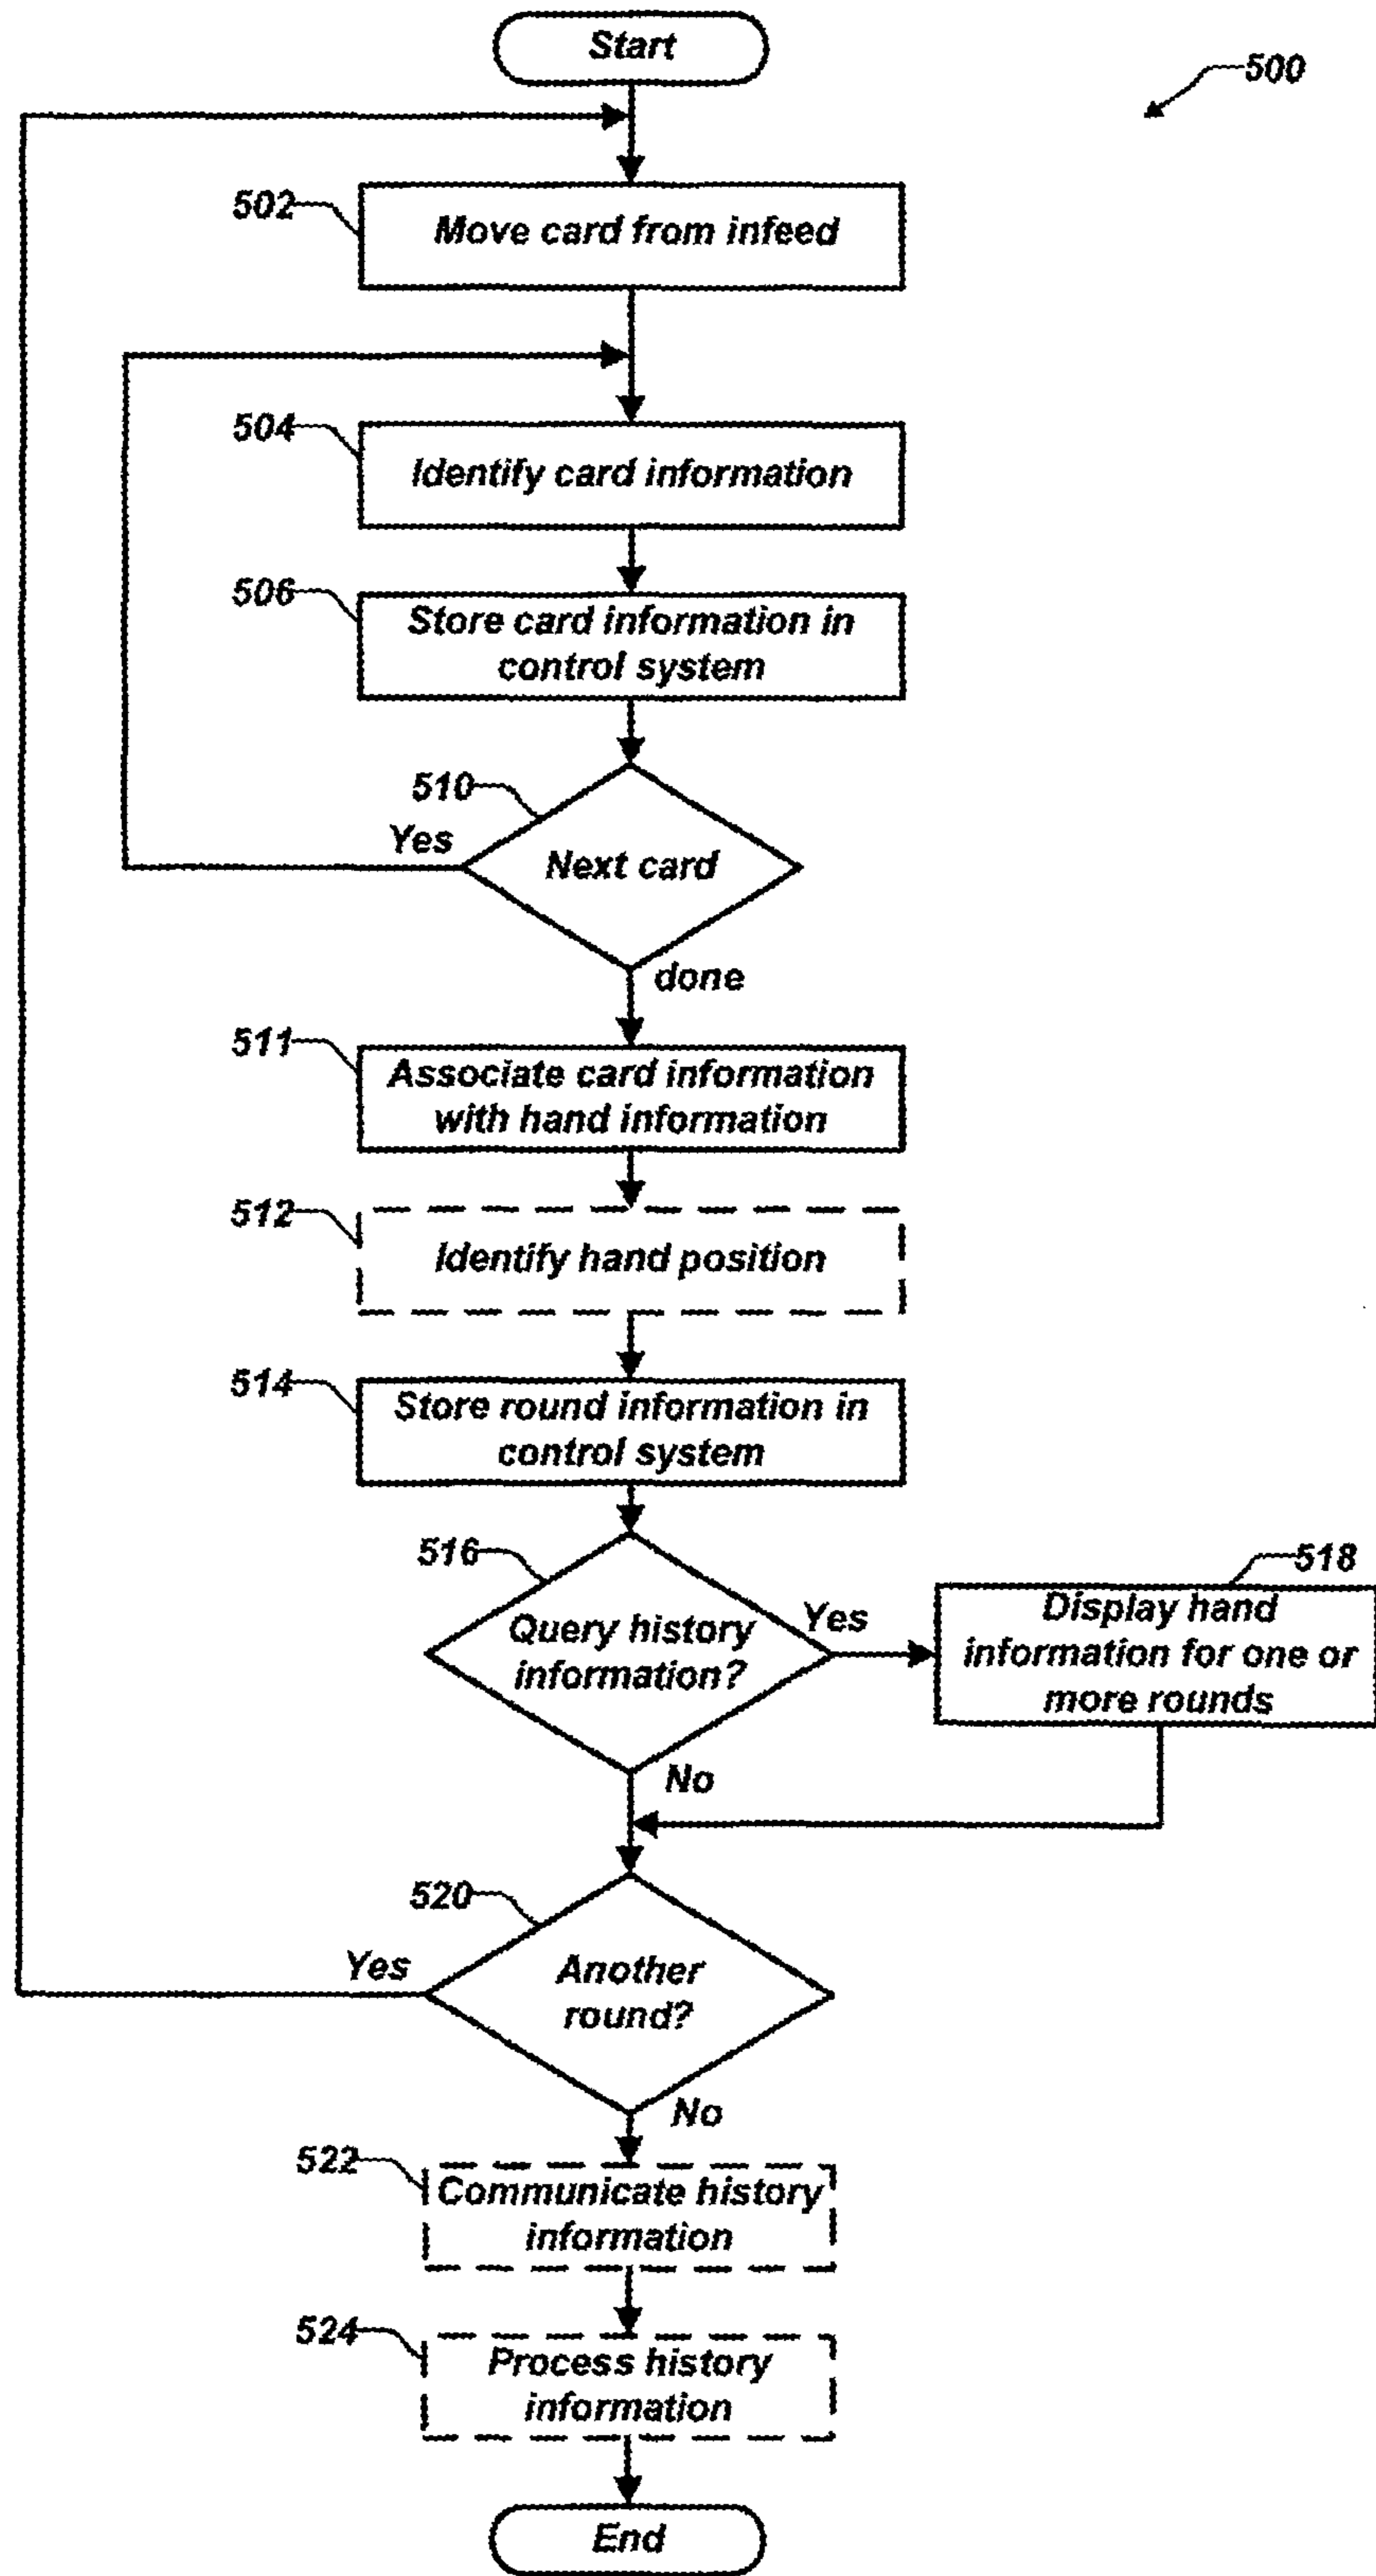 Start
500
502
Move card from infeed
504
Identify card information
506
Store card information in
control system
510
Yes
Next card
done
511
Associate card information
with hand information
512
Identify hand position
514
Store round information in
control system
516
518
Query history
information?
Yes
Display hand
information for one or
more rounds
No
520
Yes
Another
round?
No
522
Communicate history
information
524
Process history
information
End